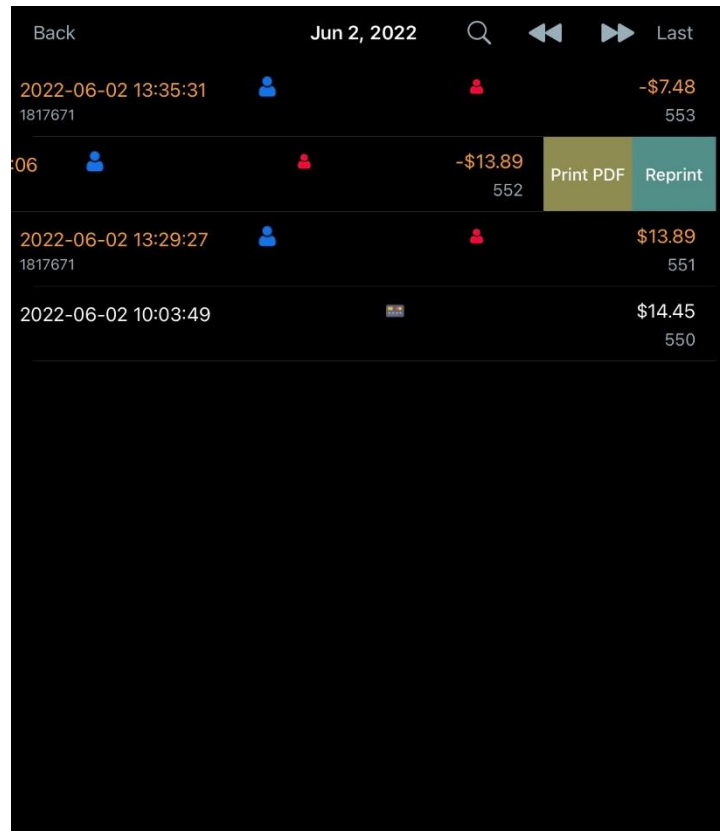 Back Jun 2, 2022 Last
2022-06-02 13:35:31 -$7.48
1817671 553
:06 -$13.89 Print PDF Reprint
552
2022-06-02 13:29:27 $13.89
1817671 551
2022-06-02 10:03:49 $14.45
550